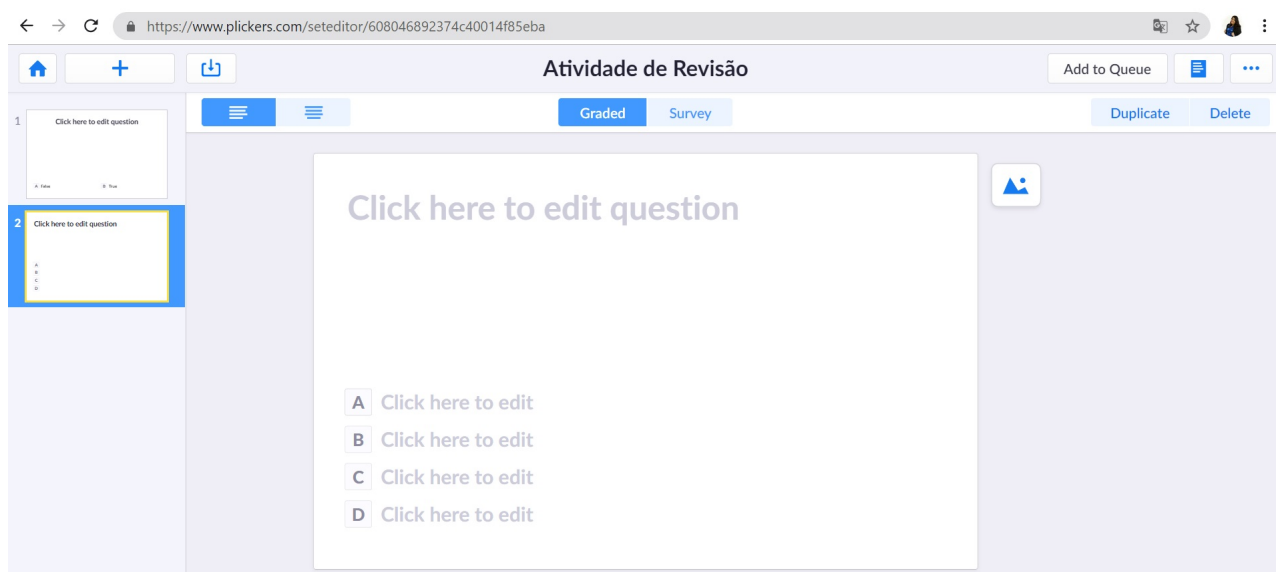 https://www.plickers.com/seteditor/608046892374c40014f85eba
+
Atividade de Revisão
Add to Queue
Graded Survey
Duplicate Delete
1
Click here to edit question
A False B True
2
Click here to edit question
A
B
C
D
Click here to edit question
A Click here to edit
B Click here to edit
C Click here to edit
D Click here to edit